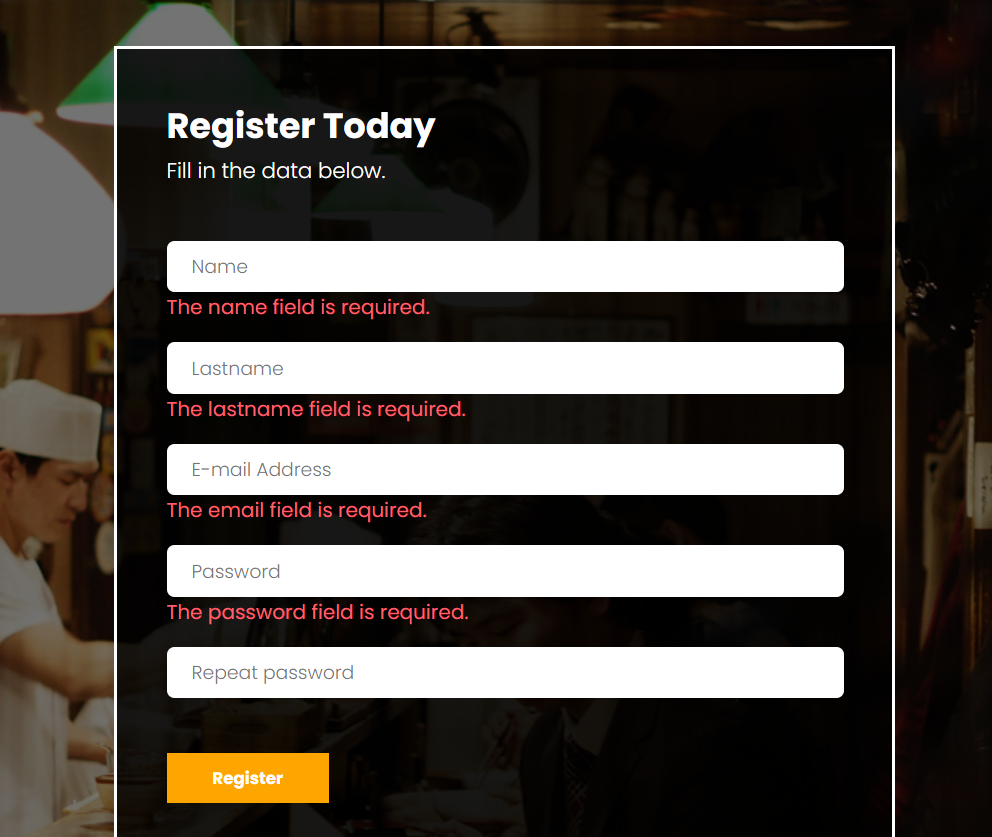 Register Today
Fill in the data below.
Name
The name field is required.
Lastname
The lastname field is required.
E-mail Address
The email field is required.
Password
The password field is required.
Repeat password
Register